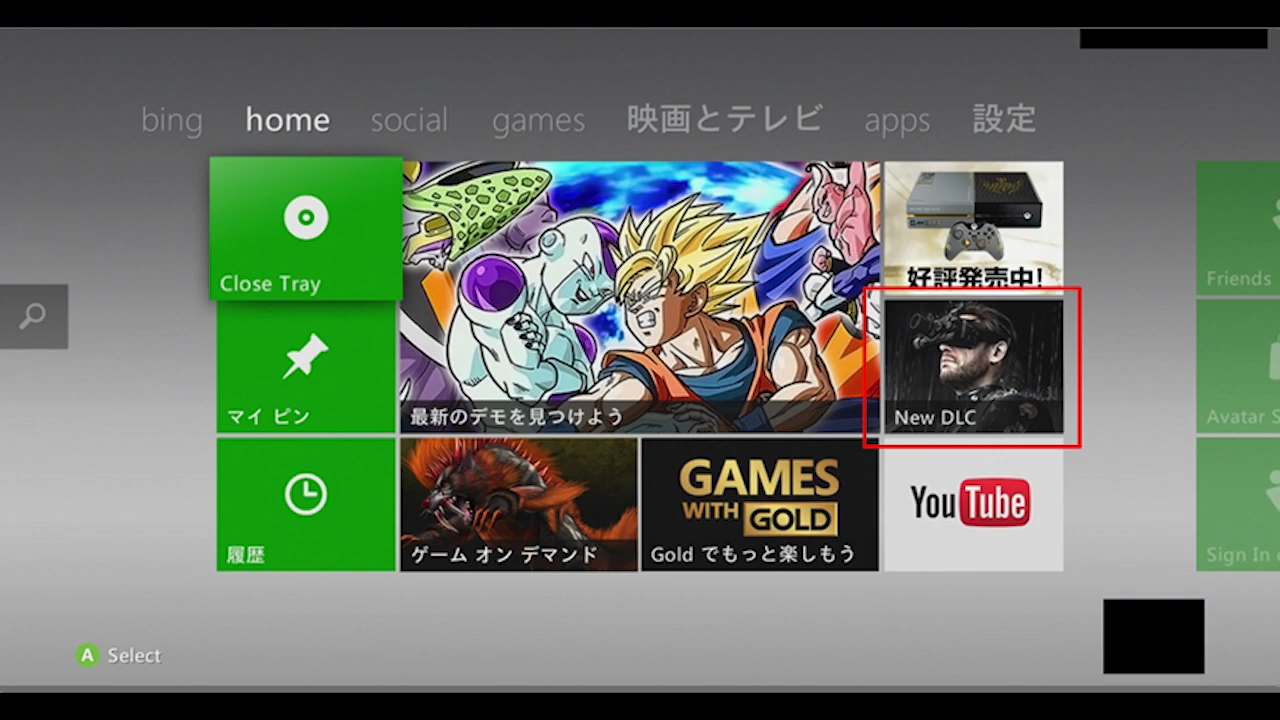 bing home social games 映画とテレビ apps 設定
Close Tray
好評発売中!
Friends
マイ ピン
最新のデモを見つけよう
New DLC
Avatar S
履歴
ゲーム オン デマンド
GAMES
WITH GOLD
Gold でもっと楽しもう
YouTube
Sign In
A Select